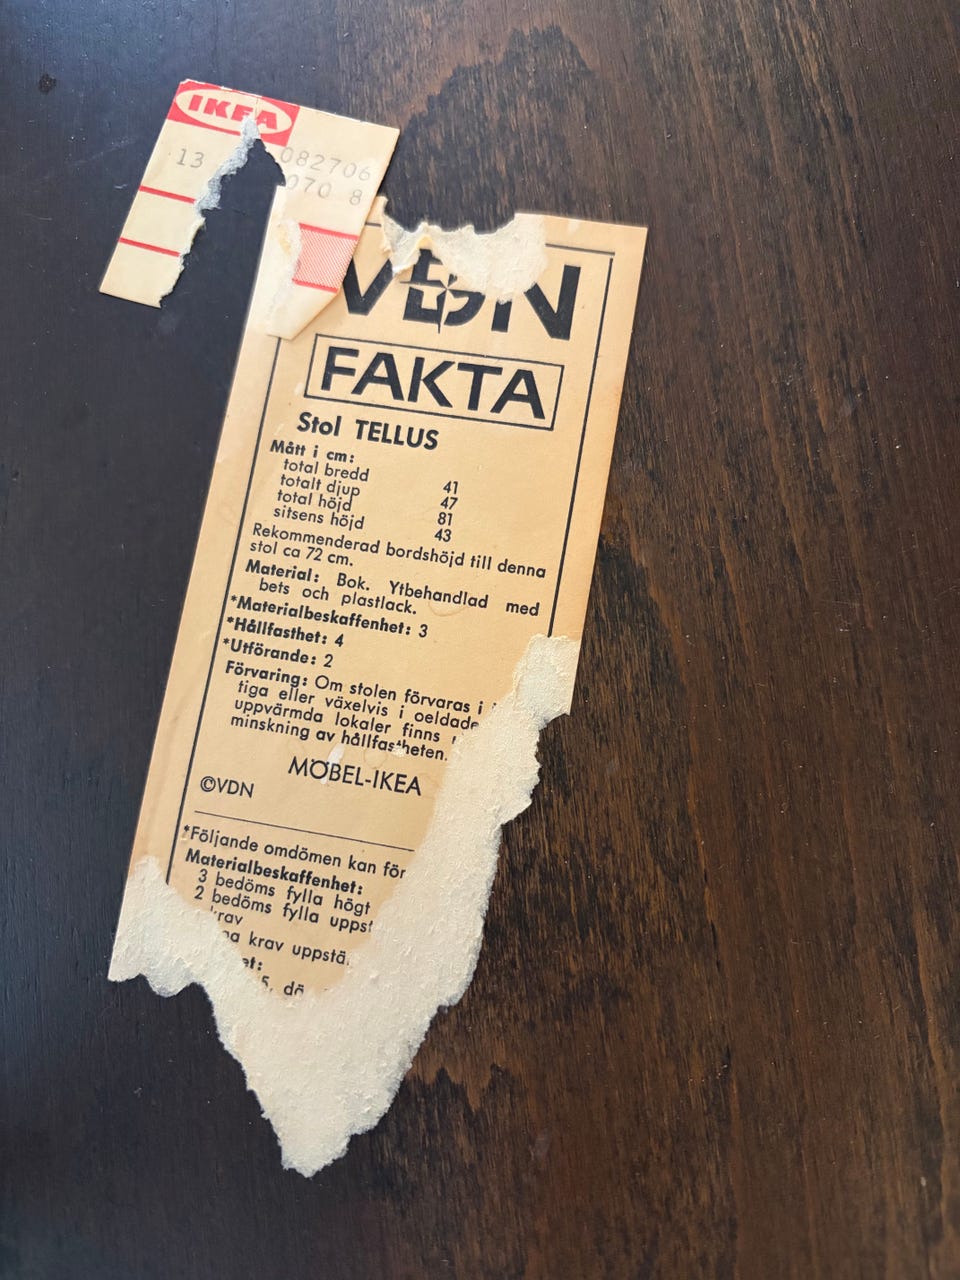 IKEA
13 082706
070 8
VDN
FAKTA
Stol TELLUS
Mått i cm:
total bredd 41
totalt djup 47
total höjd 81
sitsens höjd 43
Rekommenderad bordshöjd till denna
stol ca 72 cm.
Material: Bok. Ytbehandlad med
bets och plastlack.
*Materialbeskaffenhet: 3
*Hållfasthet: 4
*Utförande: 2
Förvaring: Om stolen förvaras i
tiga eller växelvis i oeldade
uppvärmda lokaler finns
minskning av hållfastheten.
MÖBEL-IKEA
©VDN
*Följande omdömen kan för
Materialbeskaffenhet:
3 bedöms fylla högt
2 bedöms fylla uppst
krav
krav uppstä
et:
5, då